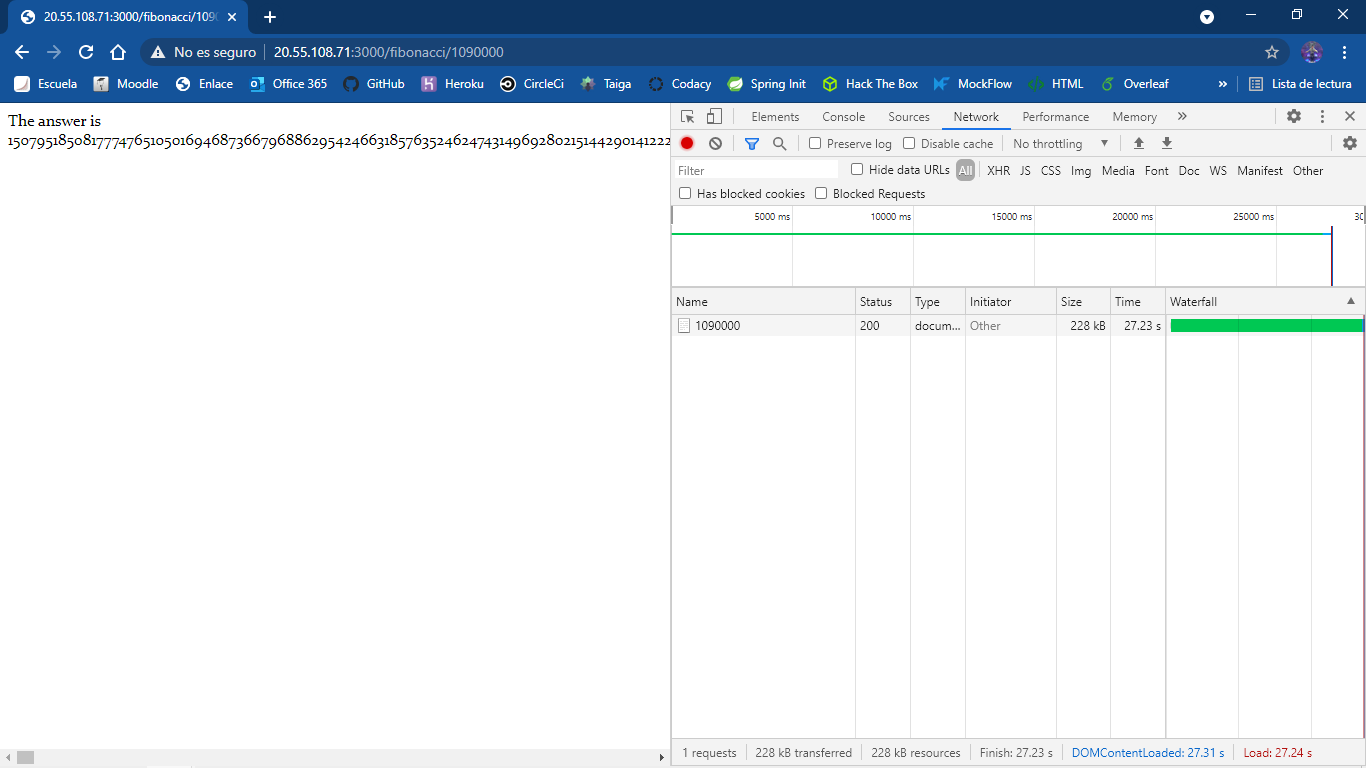 20.55.108.71:3000/fibonacci/1090
No es seguro 20.55.108.71:3000/fibonacci/1090000
Escuela Moodle Enlace Office 365 GitHub Heroku CircleCi Taiga Codacy Spring Init Hack The Box MockFlow HTML Overleaf » Lista de lectura
The answer is
15079518508177747651050169468736679688629542466318576352462474314969280215144290141222
Elements Console Sources Network Performance Memory »
Preserve log Disable cache No throttling
Filter Hide data URLs All XHR JS CSS Img Media Font Doc WS Manifest Other
Has blocked cookies Blocked Requests
5000 ms 10000 ms 15000 ms 20000 ms 25000 ms
Name Status Type Initiator Size Time Waterfall
1090000 200 docum... Other 228 kB 27.23 s
1 requests 228 kB transferred 228 kB resources Finish: 27.23 s DOMContentLoaded: 27.31 s Load: 27.24 s